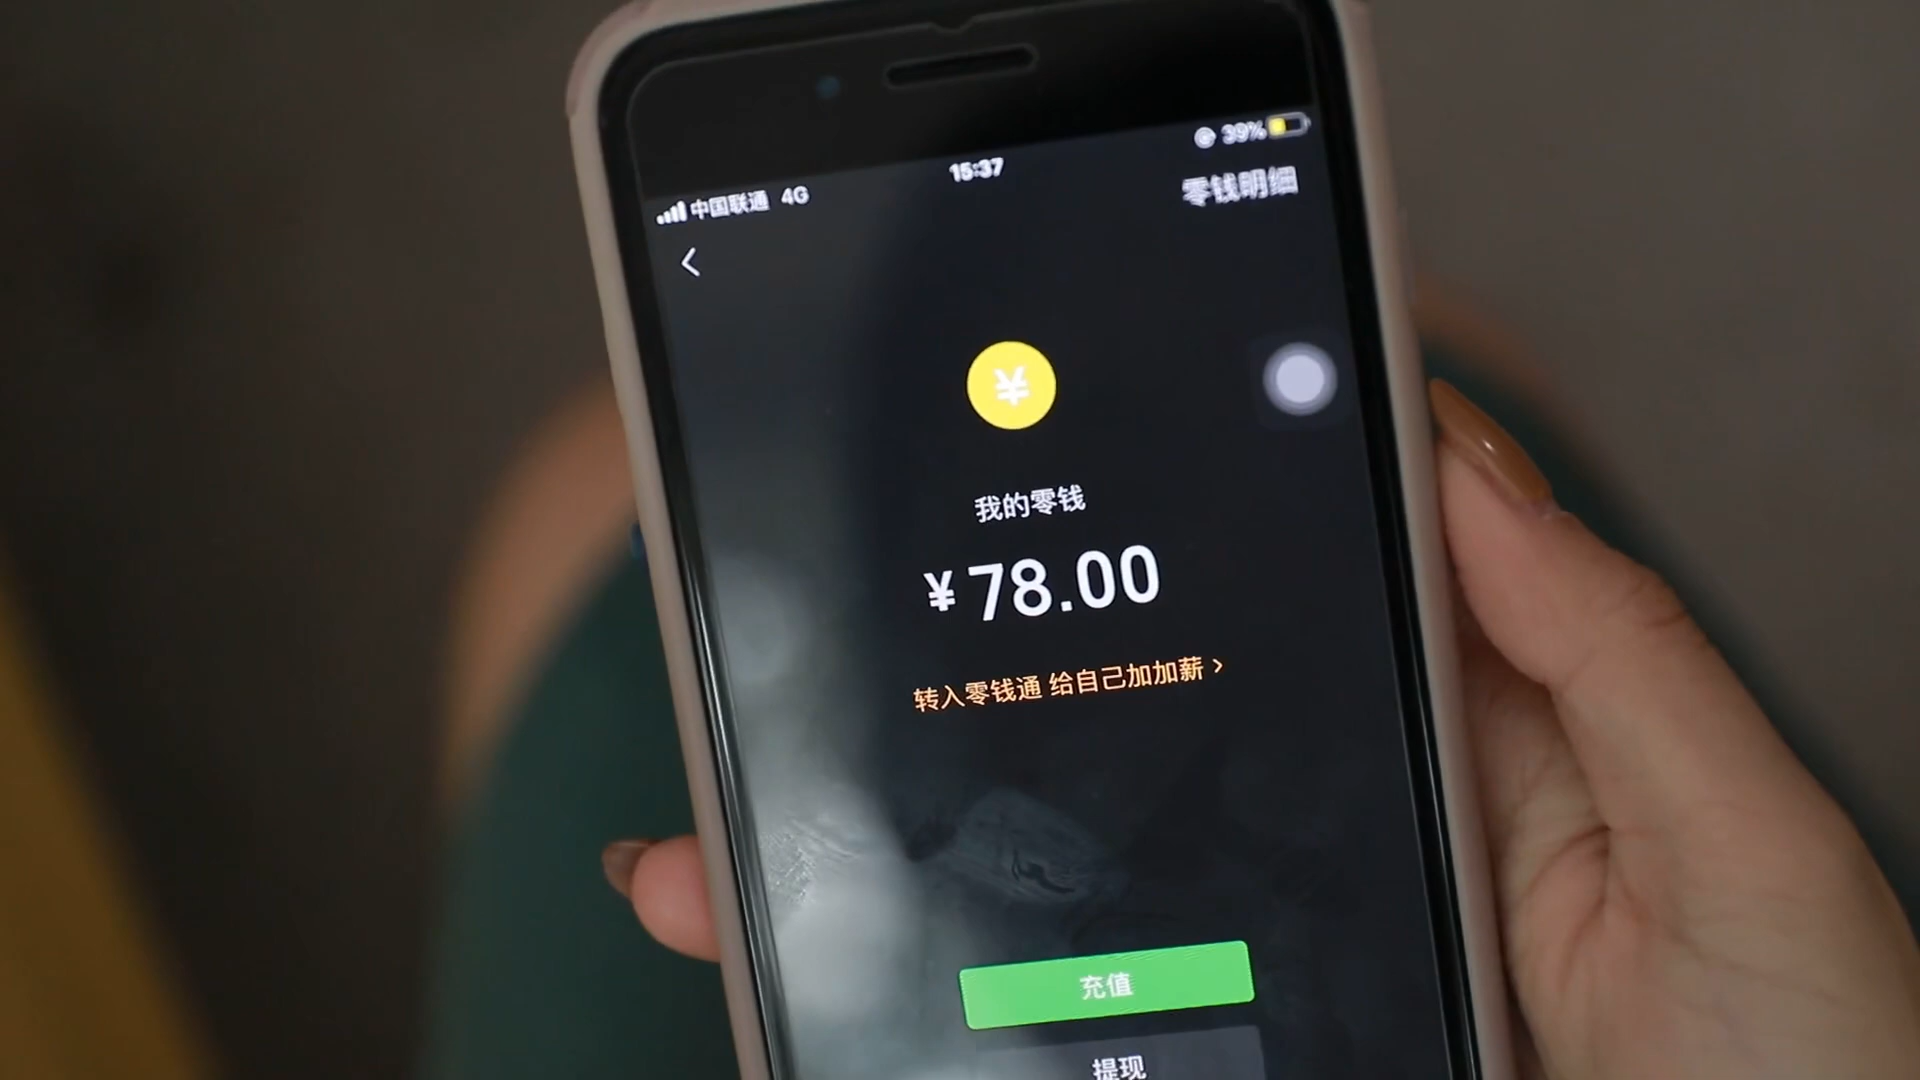 中国联通 4G
15:37
39%
零钱明细
¥
我的零钱
¥78.00
转入零钱通 给自己加加薪 >
充值
提现